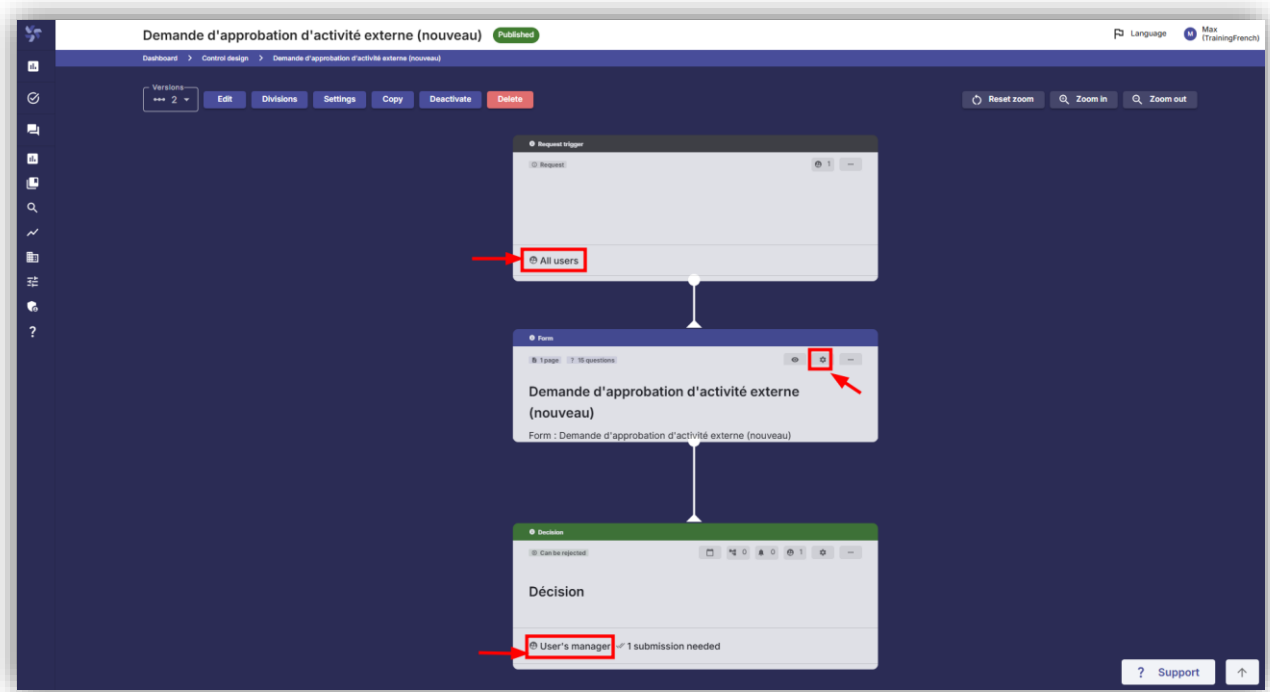 Demande d'approbation d'activité externe (nouveau) Published
Language
M Max
(TrainingFrench)
Dashboard > Control design > Demande d'approbation d'activité externe (nouveau)
Versions
2 Edit Divisions Settings Copy Deactivate Delete
Reset zoom Zoom in Zoom out
Request trigger
Request 1
All users
Form
1 page ? 15 questions
Demande d'approbation d'activité externe
(nouveau)
Form : Demande d'approbation d'activité externe (nouveau)
Decision
Can be rejected 0 0 1
Décision
User's manager 1 submission needed
?
? Support